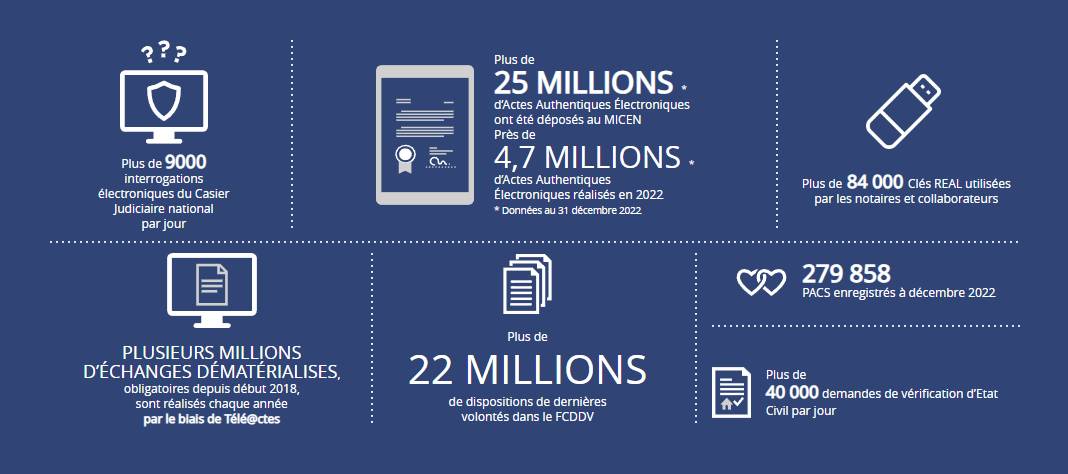 ???
Plus de 9000
interrogations
électroniques du Casier
Judiciaire national
par jour
Plus de
25 MILLIONS *
d'Actes Authentiques Électroniques
ont été déposés au MICEN
Près de
4,7 MILLIONS *
d'Actes Authentiques
Électroniques réalisés en 2022
* Données au 31 décembre 2022
Plus de 84 000 Clés REAL utilisées
par les notaires et collaborateurs
PLUSIEURS MILLIONS
D'ÉCHANGES DÉMATÉRIALISES,
obligatoires depuis début 2018,
sont réalisés chaque année
par le biais de Télé@ctes
Plus de
22 MILLIONS
de dispositions de dernières
volontés dans le FCDDV
279 858
PACS enregistrés à décembre 2022
Plus de
40 000 demandes de vérification d'Etat
Civil par jour